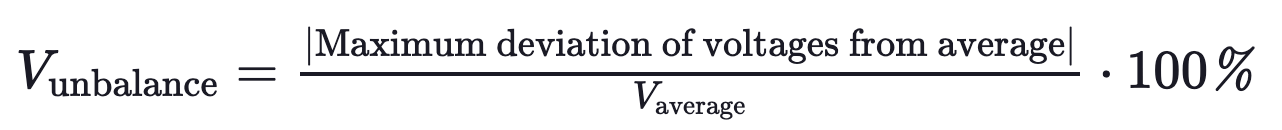 V_unbalance = |Maximum deviation of voltages from average| / V_average · 100%